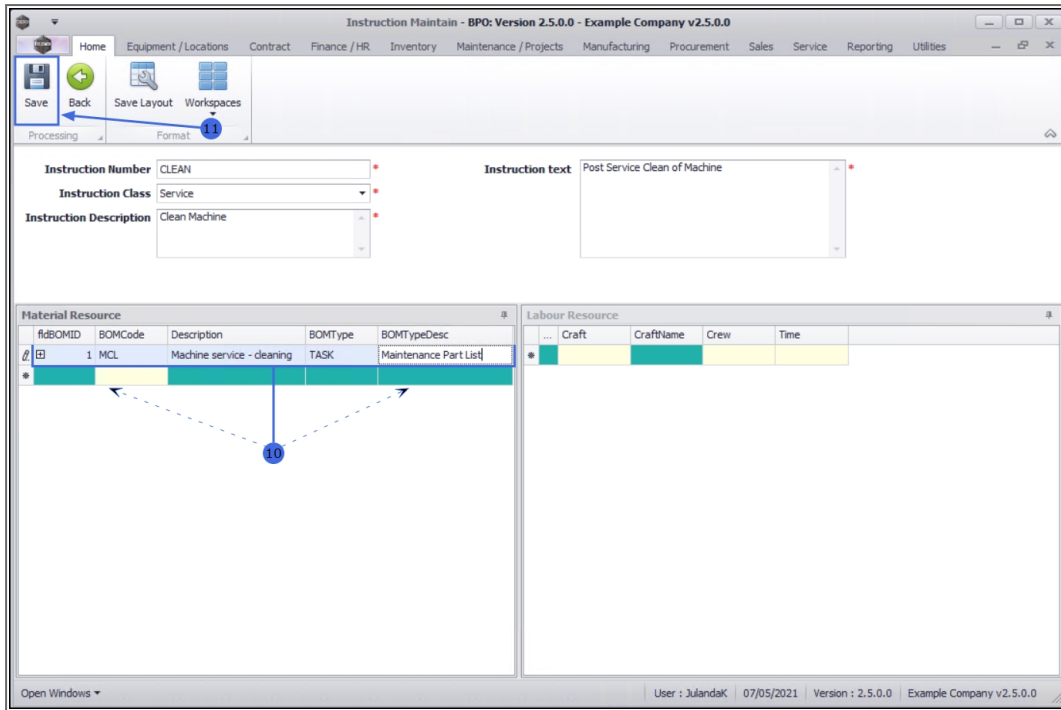 Instruction Maintain - BPO: Version 2.5.0.0 - Example Company v2.5.0.0
Home Equipment / Locations Contract Finance / HR Inventory Maintenance / Projects Manufacturing Procurement Sales Service Reporting Utilities
Save Back Save Layout Workspaces
11
Processing Format
Instruction Number CLEAN * Instruction text Post Service Clean of Machine *
Instruction Class Service *
Instruction Description Clean Machine *
Material Resource Labour Resource
fldBOMID BOMCode Description BOMType BOMTypeDesc ... Craft CraftName Crew Time
1 MCL Machine service - cleaning TASK Maintenance Part List
10
Open Windows User : JulandaK 07/05/2021 Version : 2.5.0.0 Example Company v2.5.0.0